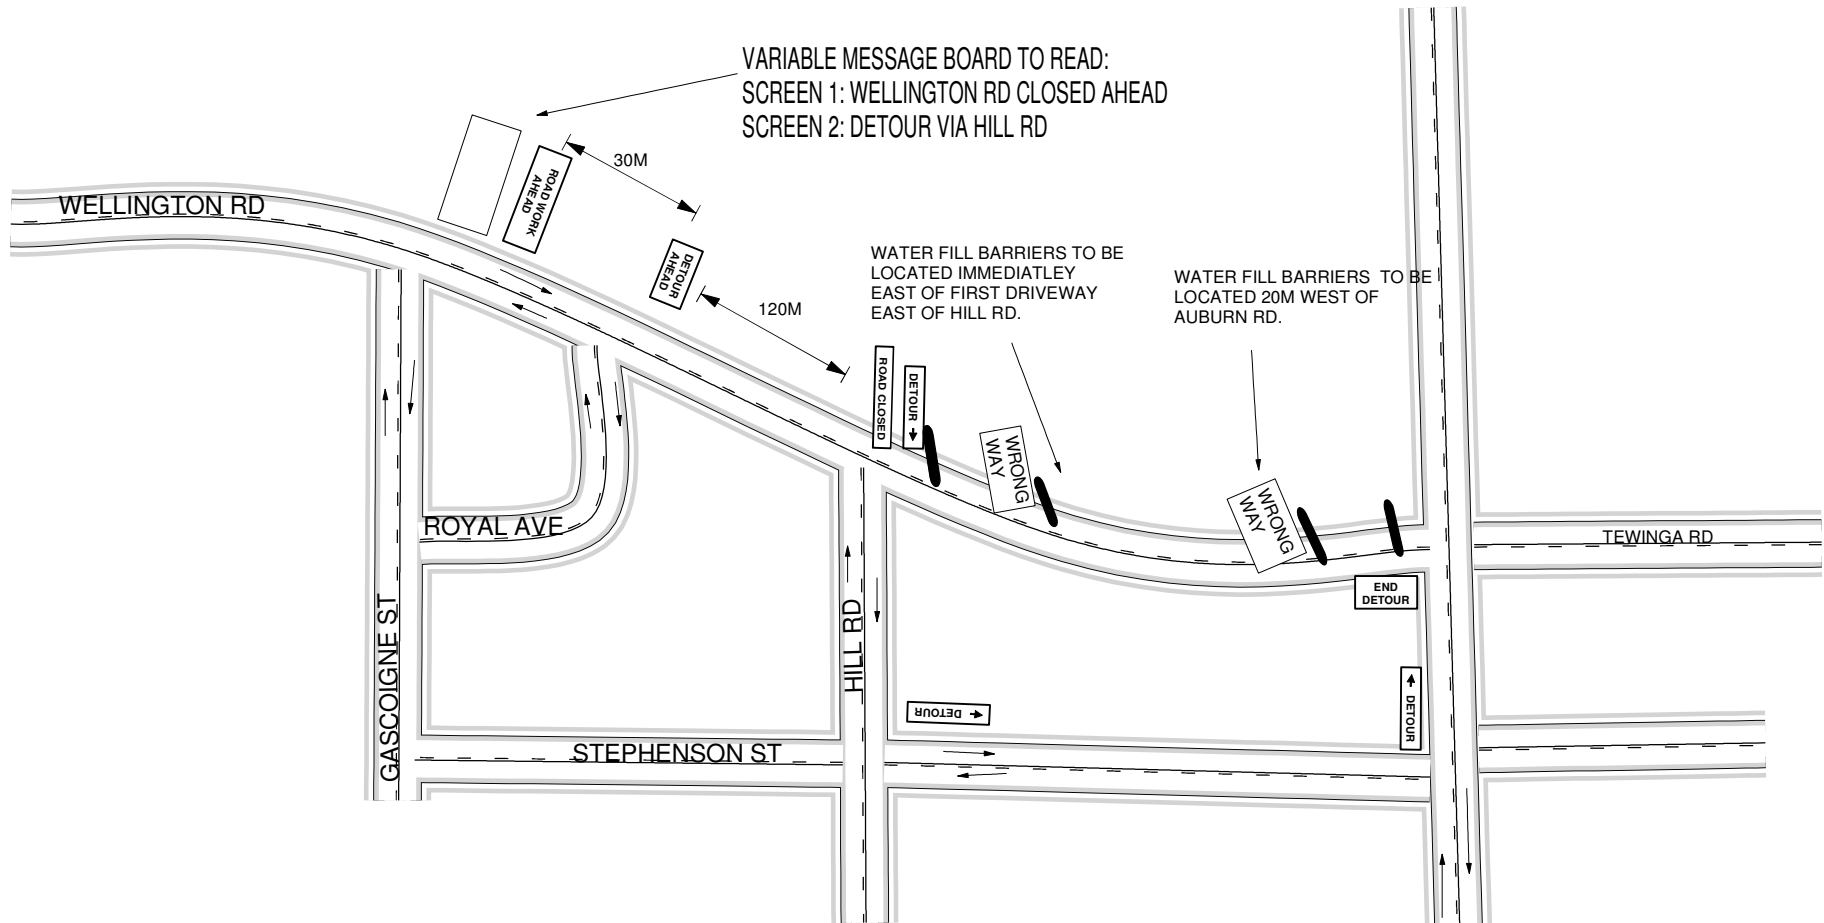 VARIABLE MESSAGE BOARD TO READ:
SCREEN 1: WELLINGTON RD CLOSED AHEAD
SCREEN 2: DETOUR VIA HILL RD
30M
ROAD WORK
AHEAD
WELLINGTON RD
DETOUR
AHEAD
120M
WATER FILL BARRIERS TO BE
LOCATED IMMEDIATLEY
EAST OF FIRST DRIVEWAY
EAST OF HILL RD.
WATER FILL BARRIERS TO BE
LOCATED 20M WEST OF
AUBURN RD.
ROAD CLOSED
DETOUR
WRONG
WAY
WRONG
WAY
ROYAL AVE
TEWINGA RD
END
DETOUR
GASCOIGNE ST
HILL RD
DETOUR
DETOUR
STEPHENSON ST